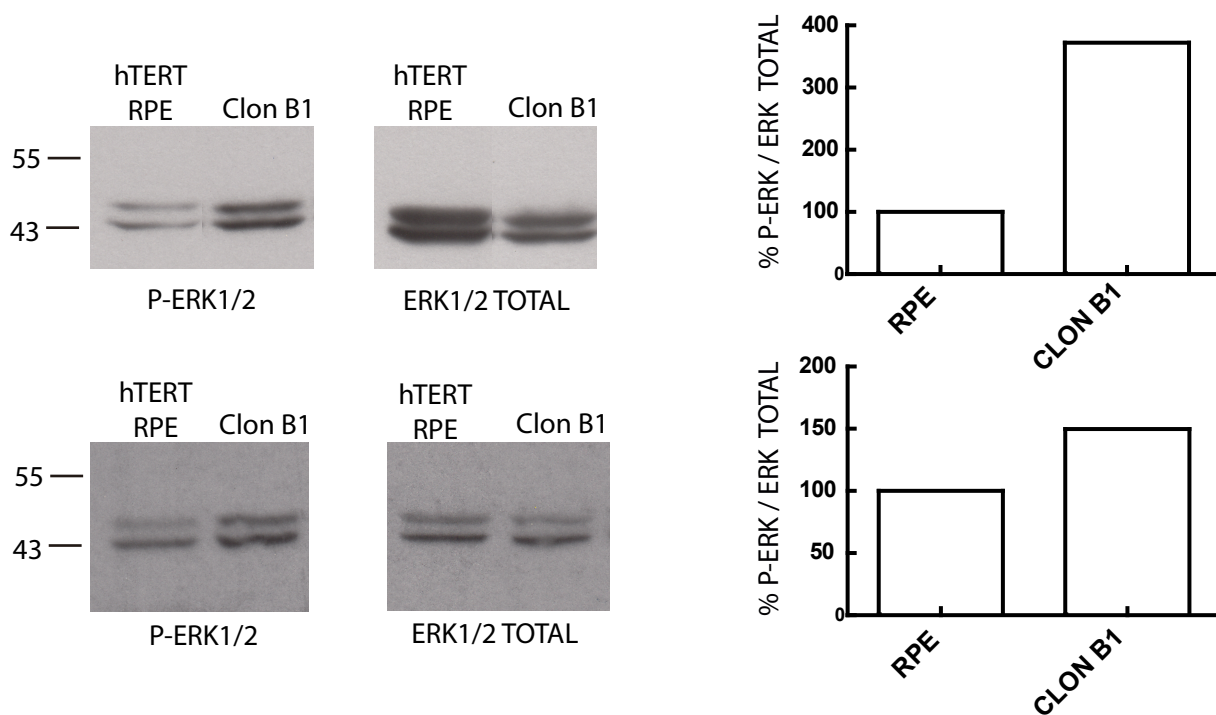 hTERT
RPE
Clon B1
hTERT
RPE
Clon B1
55
43
P-ERK1/2
ERK1/2 TOTAL
% P-ERK / ERK TOTAL
400
300
200
100
0
RPE
CLON B1
hTERT
RPE
Clon B1
hTERT
RPE
Clon B1
55
43
P-ERK1/2
ERK1/2 TOTAL
% P-ERK / ERK TOTAL
200
150
100
50
0
RPE
CLON B1